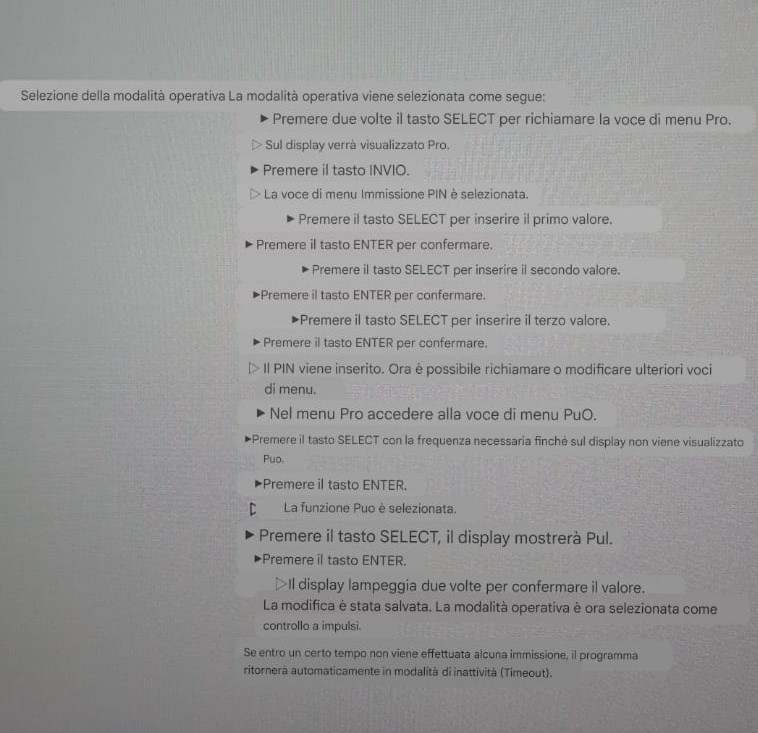 Selezione della modalità operativa La modalità operativa viene selezionata come segue:
▶ Premere due volte il tasto SELECT per richiamare la voce di menu Pro.
▷ Sul display verrà visualizzato Pro.
▶ Premere il tasto INVIO.
▷ La voce di menu Immissione PIN è selezionata.
▶ Premere il tasto SELECT per inserire il primo valore.
▶ Premere il tasto ENTER per confermare.
▶ Premere il tasto SELECT per inserire il secondo valore.
▶Premere il tasto ENTER per confermare.
▶Premere il tasto SELECT per inserire il terzo valore.
▶ Premere il tasto ENTER per confermare.
▷ Il PIN viene inserito. Ora è possibile richiamare o modificare ulteriori voci
di menu.
▶ Nel menu Pro accedere alla voce di menu PuO.
▶Premere il tasto SELECT con la frequenza necessaria finché sul display non viene visualizzato
Puo.
▶Premere il tasto ENTER.
[ La funzione Puo è selezionata.
▶ Premere il tasto SELECT, il display mostrerà Pul.
▶Premere il tasto ENTER.
▷Il display lampeggia due volte per confermare il valore.
La modifica è stata salvata. La modalità operativa è ora selezionata come
controllo a impulsi.
Se entro un certo tempo non viene effettuata alcuna immissione, il programma
ritornerà automaticamente in modalità di inattività (Timeout).